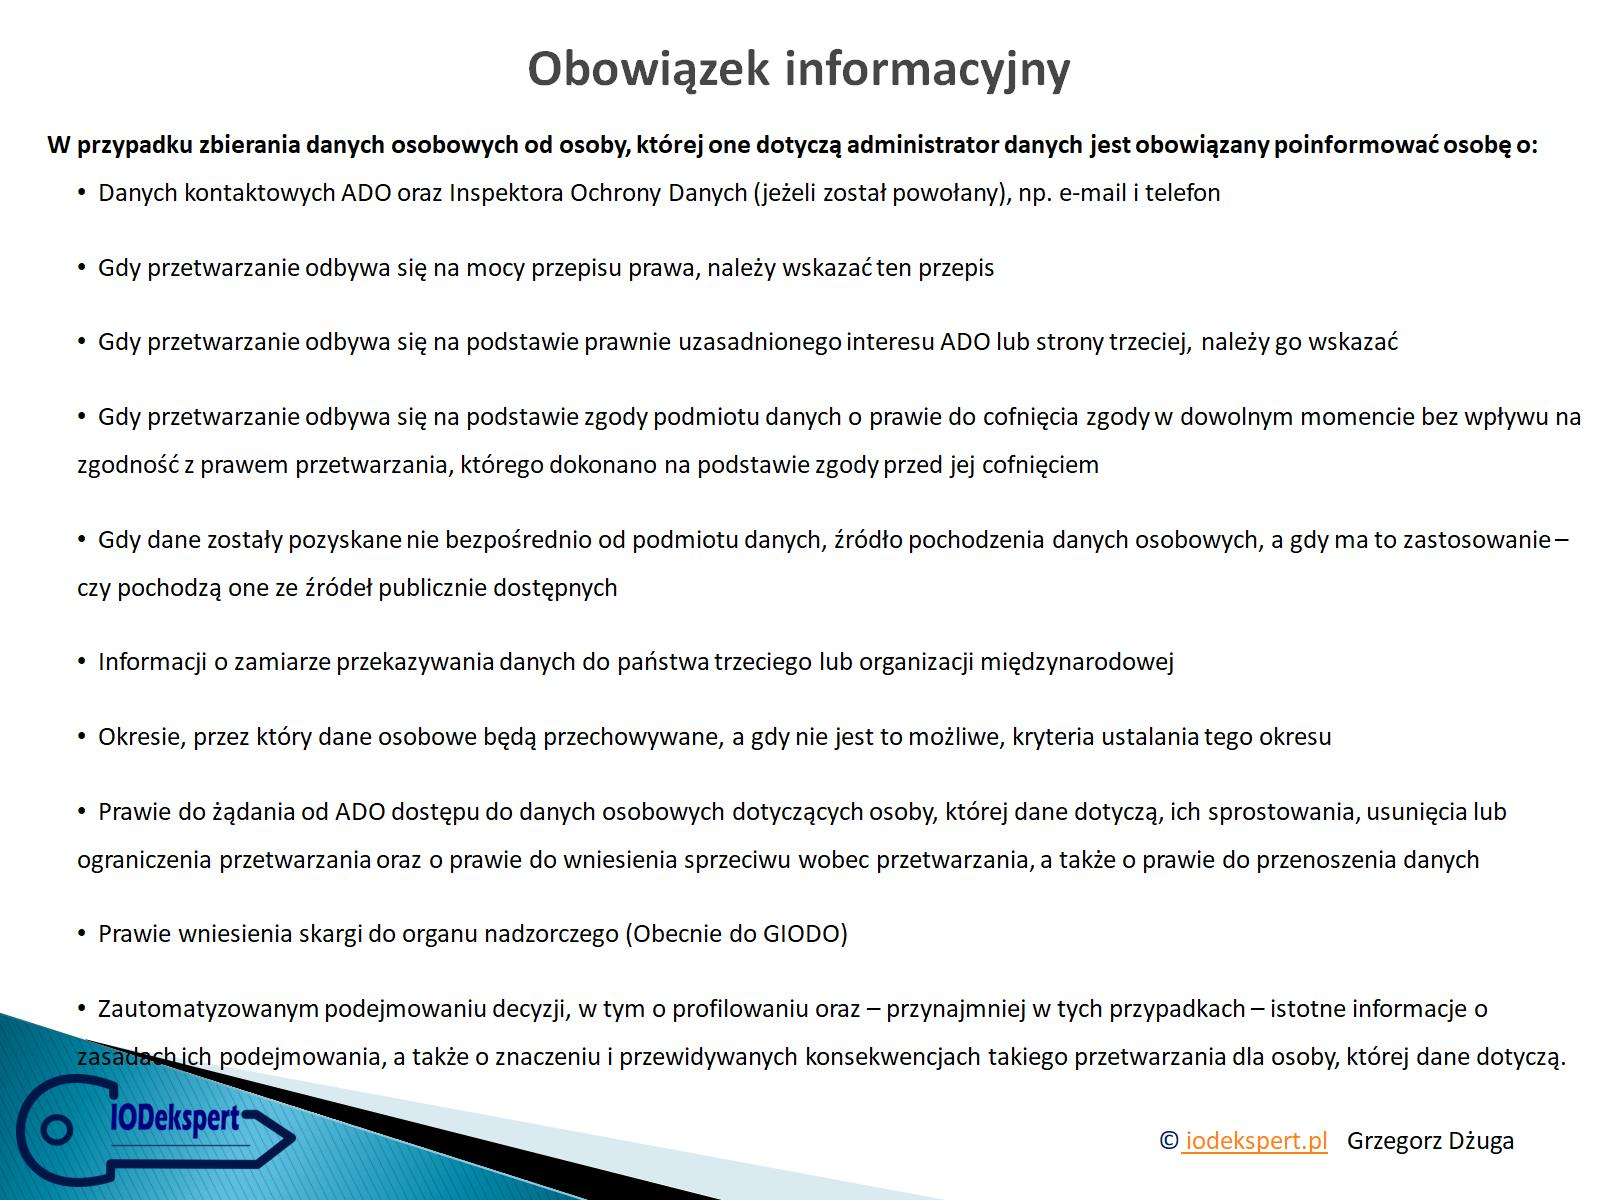 Obowiązek informacyjny
W przypadku zbierania danych osobowych od osoby, której one dotyczą administrator danych jest obowiązany poinformować osobę o:
• Danych kontaktowych ADO oraz Inspektora Ochrony Danych (jeżeli został powołany), np. e-mail i telefon
• Gdy przetwarzanie odbywa się na mocy przepisu prawa, należy wskazać ten przepis
• Gdy przetwarzanie odbywa się na podstawie prawnie uzasadnionego interesu ADO lub strony trzeciej, należy go wskazać
• Gdy przetwarzanie odbywa się na podstawie zgody podmiotu danych o prawie do cofnięcia zgody w dowolnym momencie bez wpływu na
zgodność z prawem przetwarzania, którego dokonano na podstawie zgody przed jej cofnięciem
• Gdy dane zostały pozyskane nie bezpośrednio od podmiotu danych, źródło pochodzenia danych osobowych, a gdy ma to zastosowanie –
czy pochodzą one ze źródeł publicznie dostępnych
• Informacji o zamiarze przekazywania danych do państwa trzeciego lub organizacji międzynarodowej
• Okresie, przez który dane osobowe będą przechowywane, a gdy nie jest to możliwe, kryteria ustalania tego okresu
• Prawie do żądania od ADO dostępu do danych osobowych dotyczących osoby, której dane dotyczą, ich sprostowania, usunięcia lub
ograniczenia przetwarzania oraz o prawie do wniesienia sprzeciwu wobec przetwarzania, a także o prawie do przenoszenia danych
• Prawie wniesienia skargi do organu nadzorczego (Obecnie do GIODO)
• Zautomatyzowanym podejmowaniu decyzji, w tym o profilowaniu oraz – przynajmniej w tych przypadkach – istotne informacje o
zasadach ich podejmowania, a także o znaczeniu i przewidywanych konsekwencjach takiego przetwarzania dla osoby, której dane dotyczą.
IODekspert
© iodekspert.pl Grzegorz Dżuga